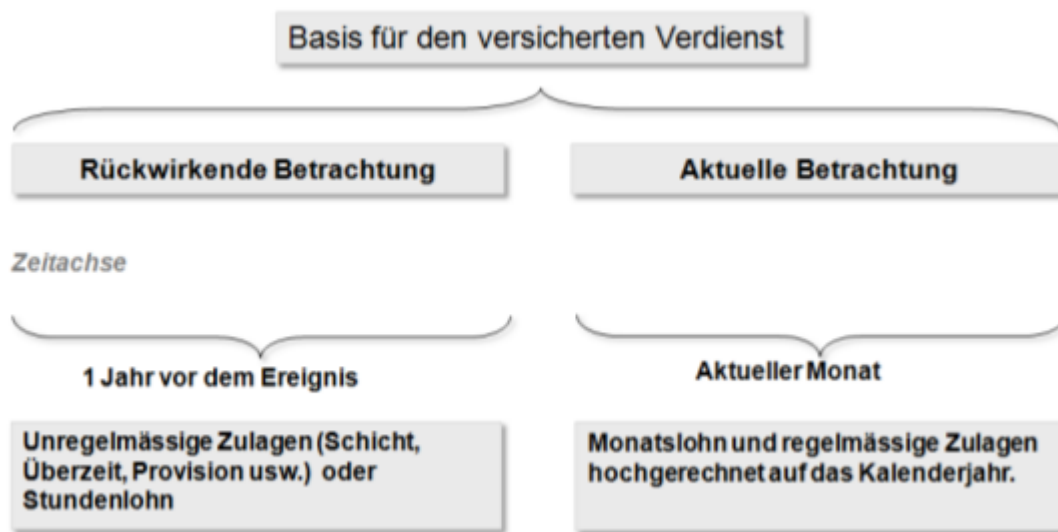 Basis für den versicherten Verdienst
Rückwirkende Betrachtung
Aktuelle Betrachtung
Zeitachse
1 Jahr vor dem Ereignis
Aktueller Monat
Unregelmässige Zulagen (Schicht,
Überzeit, Provision usw.) oder
Stundenlohn
Monatslohn und regelmässige Zulagen
hochgerechnet auf das Kalenderjahr.